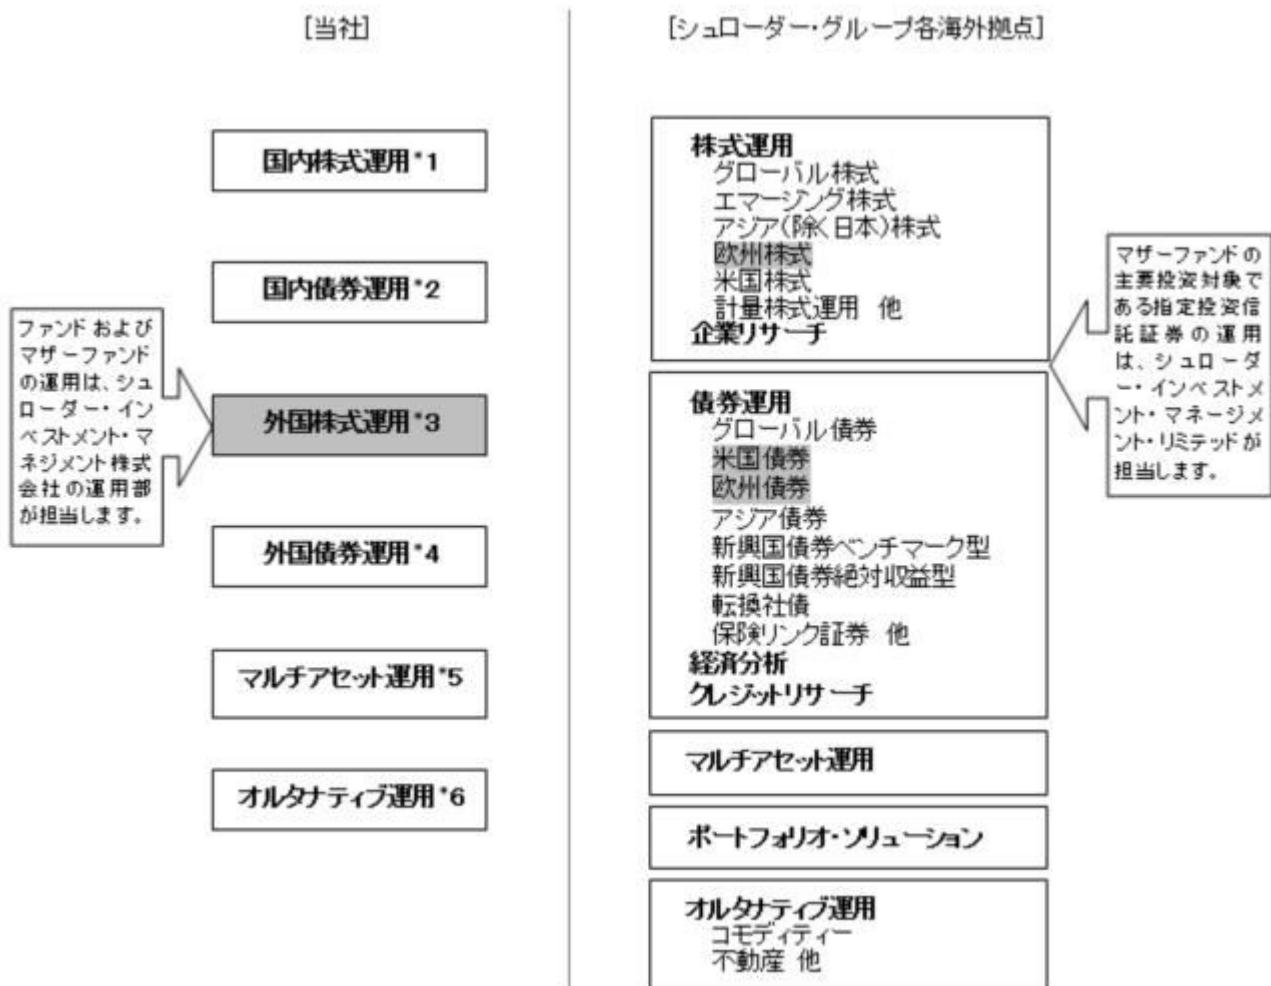 [当社]
国内株式運用*1
国内債券運用*2
ファンドおよび
マザーファンド
の運用は、シュ
ローダー・イン
ベストメント・マ
ネジメント株式
会社の運用部
が担当します。
外国株式運用*3
外国債券運用*4
マルチアセット運用*5
オルタナティブ運用*6
[シュローダー・グループ各海外拠点]
株式運用
グローバル株式
エマージング株式
アジア(除く日本)株式
欧州株式
米国株式
計量株式運用 他
企業リサーチ
マザーファンドの
主要投資対象で
ある指定投資信
託証券の運用
は、シュローダ
ー・インベストメ
ント・マネージメ
ント・リミテッドが
担当します。
債券運用
グローバル債券
米国債券
欧州債券
アジア債券
新興国債券ベンチマーク型
新興国債券絶対収益型
転換社債
保険リンク証券 他
経済分析
クレジットリサーチ
マルチアセット運用
ポートフォリオ・ソリューション
オルタナティブ運用
コモディティー
不動産 他